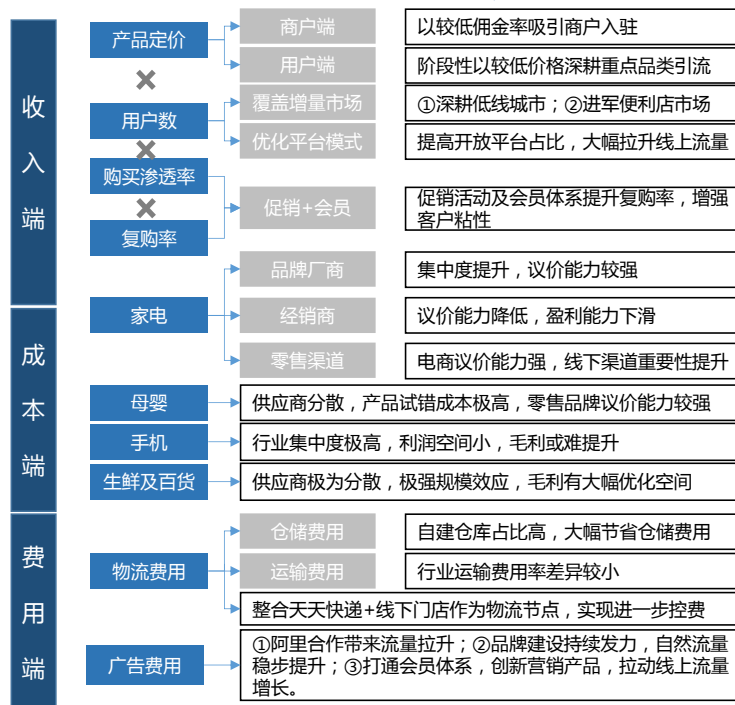 收入端
产品定价
商户端
以较低佣金率吸引商户入驻
用户端
阶段性以较低价格深耕重点品类引流
用户数
覆盖增量市场
①深耕低线城市；②进军便利店市场
优化平台模式
提高开放平台占比，大幅拉升线上流量
购买渗透率
复购率
促销+会员
促销活动及会员体系提升复购率，增强
客户粘性
成本端
家电
品牌厂商
集中度提升，议价能力较强
经销商
议价能力降低，盈利能力下滑
零售渠道
电商议价能力强，线下渠道重要性提升
母婴
供应商分散，产品试错成本极高，零售品牌议价能力较强
手机
行业集中度极高，利润空间小，毛利或难提升
生鲜及百货
供应商极为分散，极强规模效应，毛利有大幅优化空间
费用端
物流费用
仓储费用
自建仓库占比高，大幅节省仓储费用
运输费用
行业运输费用率差异较小
整合天天快递+线下门店作为物流节点，实现进一步控费
广告费用
①阿里合作带来流量拉升；②品牌建设持续发力，自然流量
稳步提升；③打通会员体系，创新营销产品，拉动线上流量
增长。